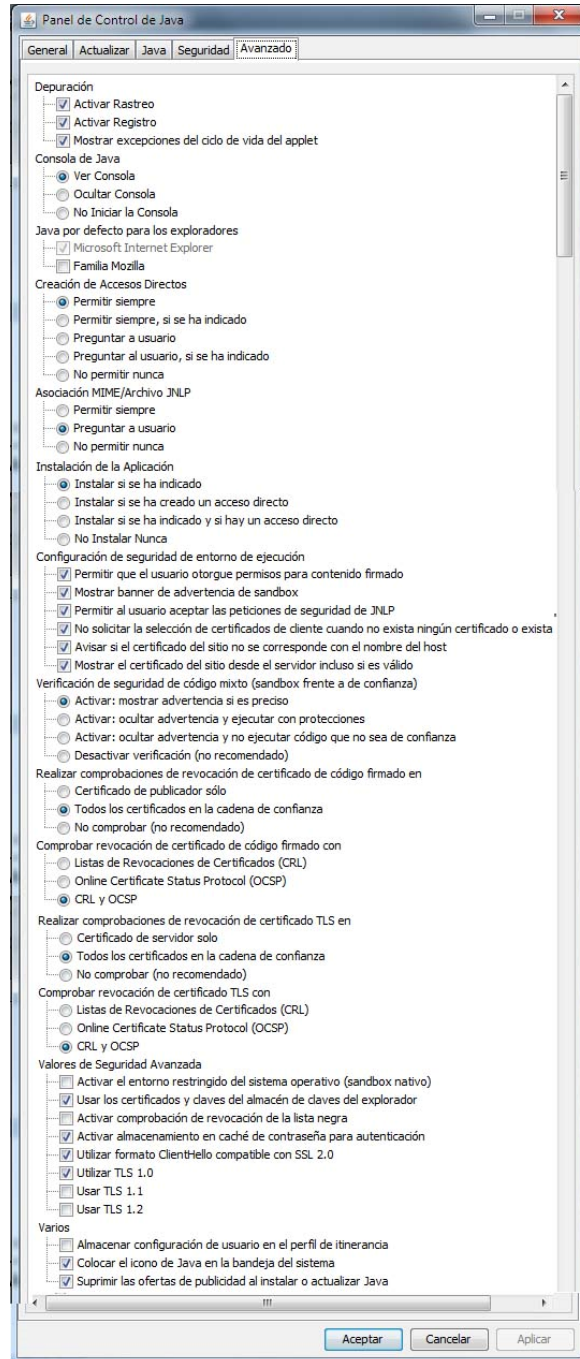 Panel de Control de Java
General Actualizar Java Seguridad Avanzado
Depuración
Activar Rastreo
Activar Registro
Mostrar excepciones del ciclo de vida del applet
Consola de Java
Ver Consola
Ocultar Consola
No Iniciar la Consola
Java por defecto para los exploradores
Microsoft Internet Explorer
Familia Mozilla
Creación de Accesos Directos
Permitir siempre
Permitir siempre, si se ha indicado
Preguntar a usuario
Preguntar al usuario, si se ha indicado
No permitir nunca
Asociación MIME/Archivo JNLP
Permitir siempre
Preguntar a usuario
No permitir nunca
Instalación de la Aplicación
Instalar si se ha indicado
Instalar si se ha creado un acceso directo
Instalar si se ha indicado y si hay un acceso directo
No Instalar Nunca
Configuración de seguridad de entorno de ejecución
Permitir que el usuario otorgue permisos para contenido firmado
Mostrar banner de advertencia de sandbox
Permitir al usuario aceptar las peticiones de seguridad de JNLP
No solicitar la selección de certificados de cliente cuando no exista ningún certificado o exista
Avisar si el certificado del sitio no se corresponde con el nombre del host
Mostrar el certificado del sitio desde el servidor incluso si es válido
Verificación de seguridad de código mixto (sandbox frente a de confianza)
Activar: mostrar advertencia si es preciso
Activar: ocultar advertencia y ejecutar con protecciones
Activar: ocultar advertencia y no ejecutar código que no sea de confianza
Desactivar verificación (no recomendado)
Realizar comprobaciones de revocación de certificado de código firmado en
Certificado de publicador sólo
Todos los certificados en la cadena de confianza
No comprobar (no recomendado)
Comprobar revocación de certificado de código firmado con
Listas de Revocaciones de Certificados (CRL)
Online Certificate Status Protocol (OCSP)
CRL y OCSP
Realizar comprobaciones de revocación de certificado TLS en
Certificado de servidor solo
Todos los certificados en la cadena de confianza
No comprobar (no recomendado)
Comprobar revocación de certificado TLS con
Listas de Revocaciones de Certificados (CRL)
Online Certificate Status Protocol (OCSP)
CRL y OCSP
Valores de Seguridad Avanzada
Activar el entorno restringido del sistema operativo (sandbox nativo)
Usar los certificados y claves del almacén de claves del explorador
Activar comprobación de revocación de la lista negra
Activar almacenamiento en caché de contraseña para autenticación
Utilizar formato ClientHello compatible con SSL 2.0
Utilizar TLS 1.0
Usar TLS 1.1
Usar TLS 1.2
Varios
Almacenar configuración de usuario en el perfil de itinerancia
Colocar el icono de Java en la bandeja del sistema
Suprimir las ofertas de publicidad al instalar o actualizar Java
Aceptar Cancelar Aplicar